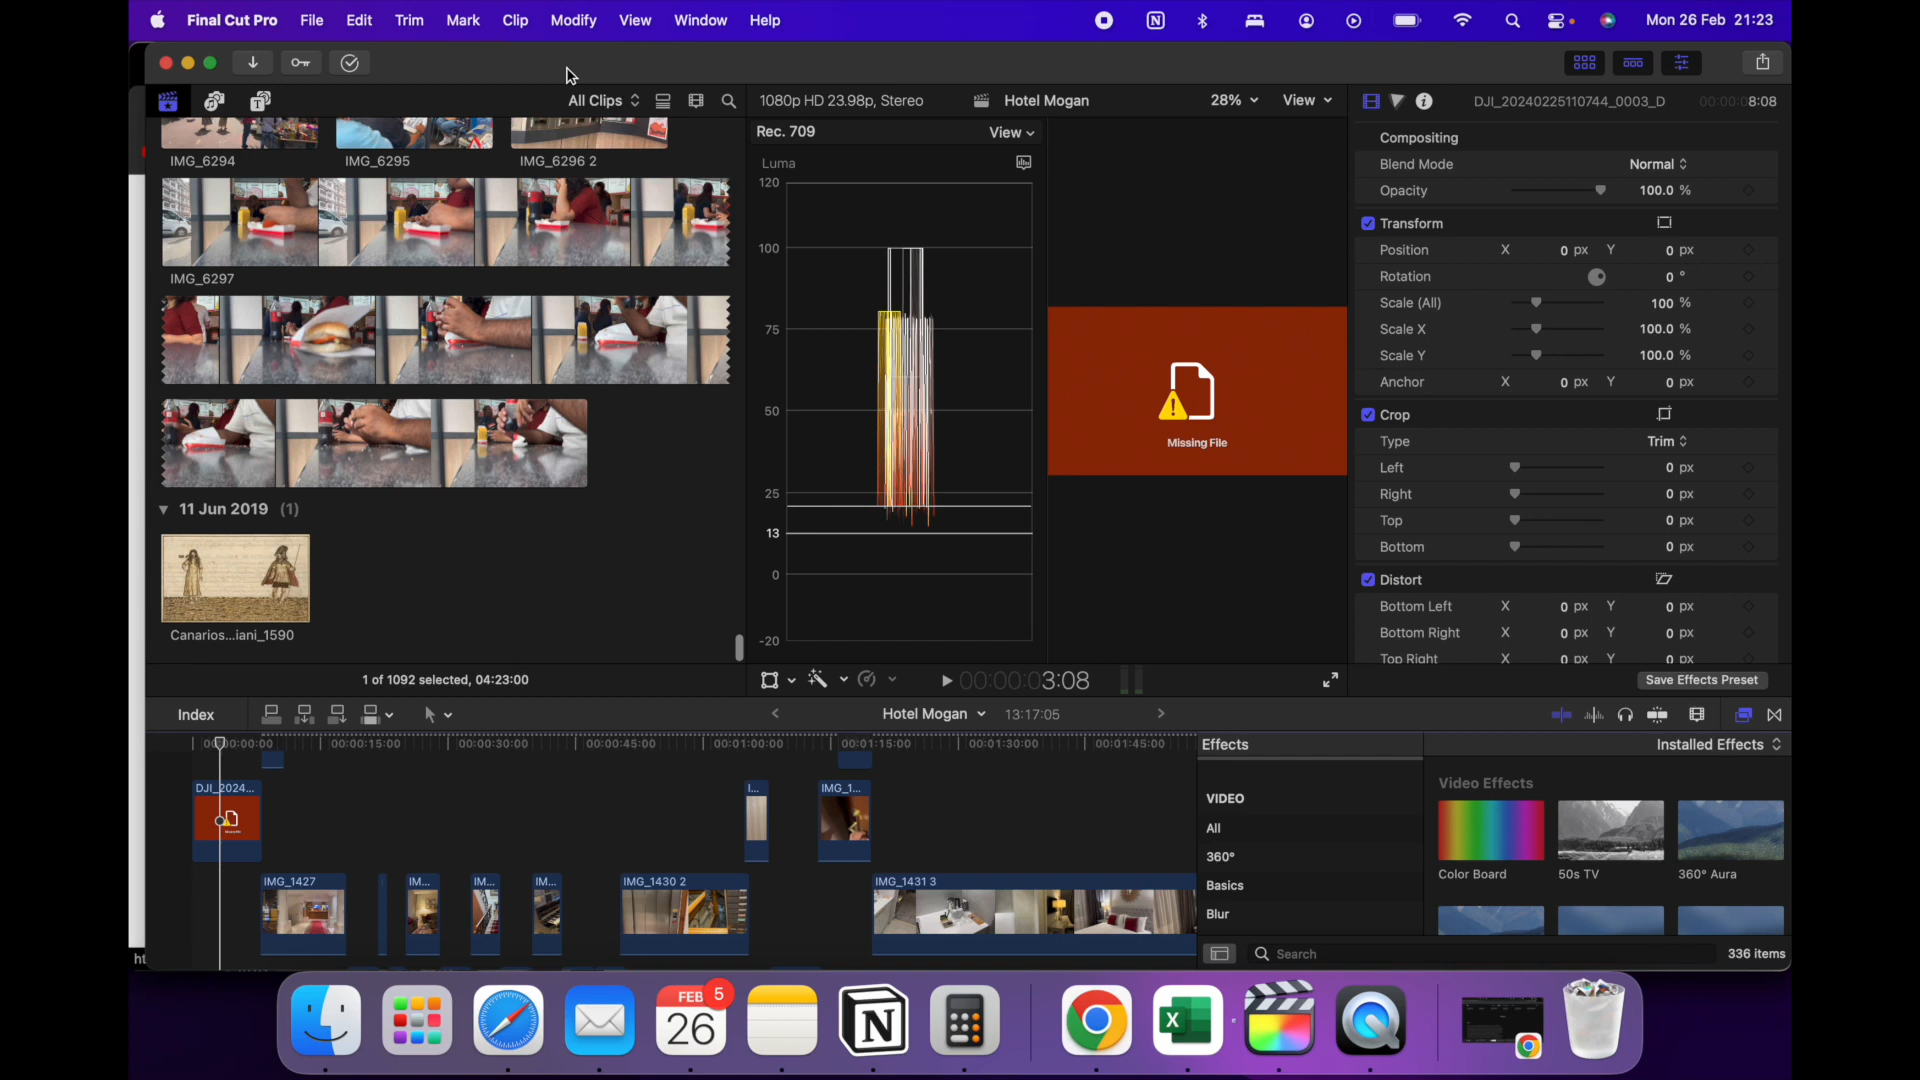 Final Cut Pro File Edit Trim Mark Clip Modify View Window Help Mon 26 Feb 21:23
All Clips 1080p HD 23.98p, Stereo Hotel Mogan 28% View DJI_20240225110744_0003_D 00:00:08:08
IMG_6294 IMG_6295 IMG_6296 2
IMG_6297
11 Jun 2019 (1)
Canarios...iani_1590
1 of 1092 selected, 04:23:00
Rec. 709 View
Luma
120
100
75
50
25
13
0
-20
Missing File
00:00:03:08
Compositing
Blend Mode Normal
Opacity 100.0 %
Transform
Position X 0 px Y 0 px
Rotation 0 °
Scale (All) 100 %
Scale X 100.0 %
Scale Y 100.0 %
Anchor X 0 px Y 0 px
Crop
Type Trim
Left 0 px
Right 0 px
Top 0 px
Bottom 0 px
Distort
Bottom Left X 0 px Y 0 px
Bottom Right X 0 px Y 0 px
Top Right X 0 px Y 0 px
Save Effects Preset
Index Hotel Mogan 13:17:05
00:00:15:00 00:00:30:00 00:00:45:00 00:01:00:00 00:01:15:00 00:01:30:00 00:01:45:00
DJI_2024... I... IMG_1...
IMG_1427 IM... IM... IM... IMG_1430 2 IMG_1431 3
Effects Installed Effects
VIDEO
All
360°
Basics
Blur
Video Effects
Color Board 50s TV 360° Aura
Search 336 items
ht
FEB 5
26